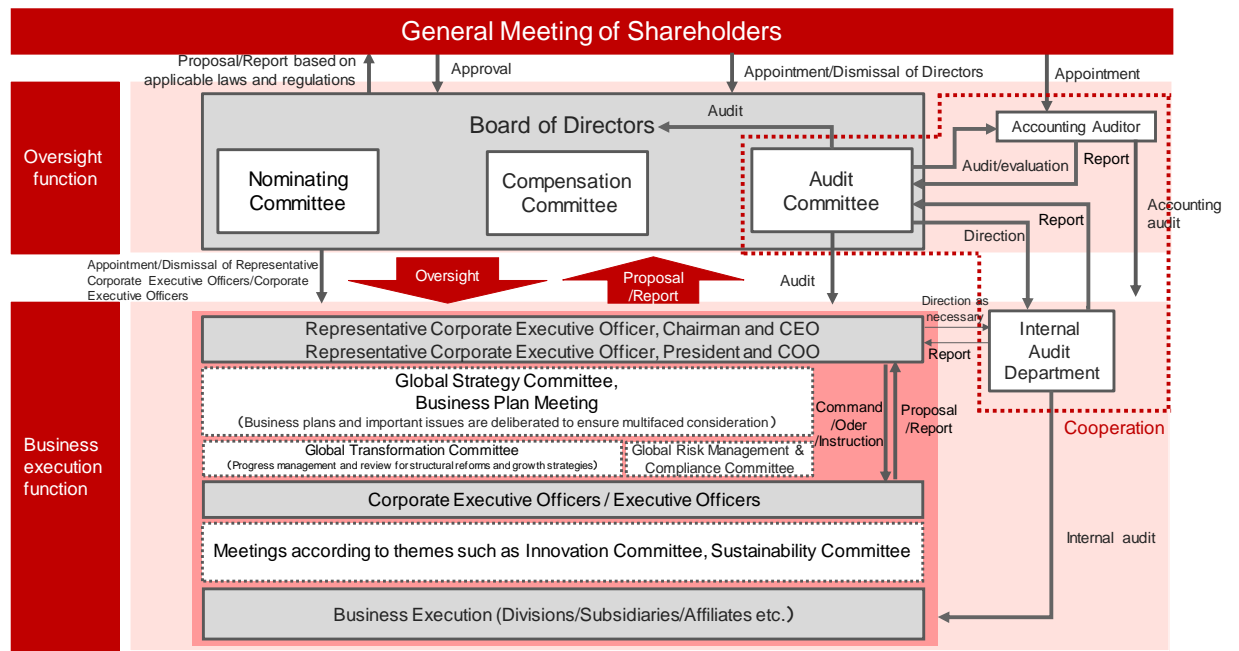 General Meeting of Shareholders
Proposal/Report based on
applicable laws and regulations
Approval
Appointment/Dismissal of Directors
Appointment
Oversight
function
Board of Directors
Audit
Nominating
Committee
Compensation
Committee
Audit
Committee
Accounting Auditor
Audit/evaluation
Report
Report
Direction
Accounting
audit
Appointment/Dismissal of Representative
Corporate Executive Officers/Corporate
Executive Officers
Oversight
Proposal
/Report
Audit
Direction as
necessary
Report
Internal
Audit
Department
Cooperation
Business
execution
function
Representative Corporate Executive Officer, Chairman and CEO
Representative Corporate Executive Officer, President and COO
Global Strategy Committee,
Business Plan Meeting
(Business plans and important issues are deliberated to ensure multifaced consideration)
Global Transformation Committee
(Progress management and review for structural reforms and growth strategies)
Global Risk Management &
Compliance Committee
Command
/Oder
/Instruction
Proposal
/Report
Corporate Executive Officers / Executive Officers
Meetings according to themes such as Innovation Committee, Sustainability Committee
Internal audit
Business Execution (Divisions/Subsidiaries/Affiliates etc.)